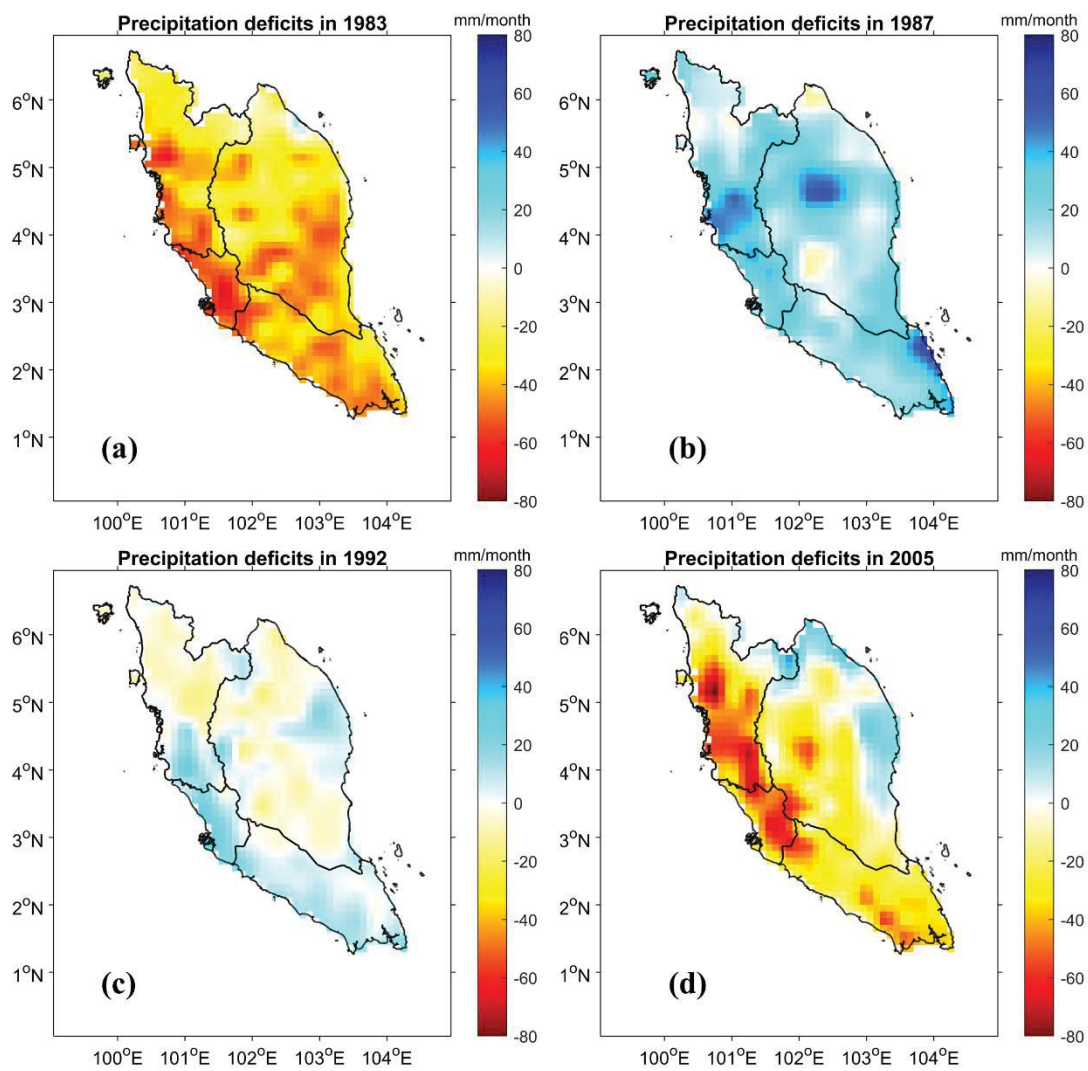 Precipitation deficits in 1983
mm/month
80
60
40
20
0
-20
-40
-60
-80
6°N
5°N
4°N
3°N
2°N
1°N
100°E 101°E 102°E 103°E 104°E
(a)
Precipitation deficits in 1987
mm/month
80
60
40
20
0
-20
-40
-60
-80
6°N
5°N
4°N
3°N
2°N
1°N
100°E 101°E 102°E 103°E 104°E
(b)
Precipitation deficits in 1992
mm/month
80
60
40
20
0
-20
-40
-60
-80
6°N
5°N
4°N
3°N
2°N
1°N
100°E 101°E 102°E 103°E 104°E
(c)
Precipitation deficits in 2005
mm/month
80
60
40
20
0
-20
-40
-60
-80
6°N
5°N
4°N
3°N
2°N
1°N
100°E 101°E 102°E 103°E 104°E
(d)